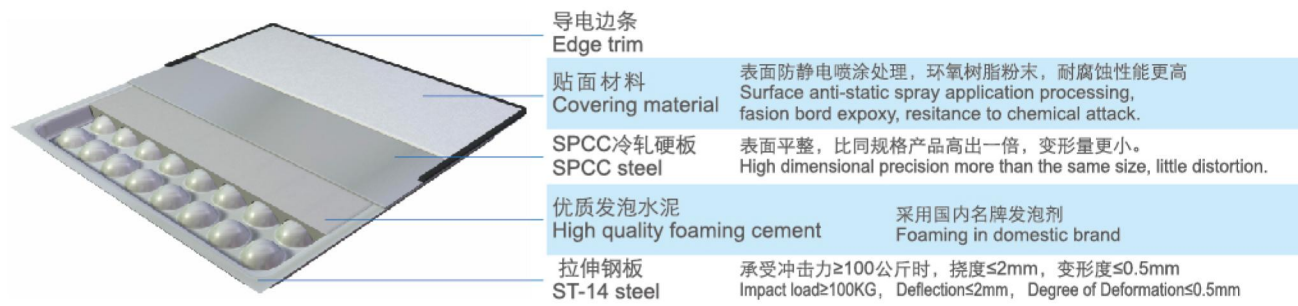 导电边条
Edge trim
贴面材料
Covering material
表面防静电喷涂处理，环氧树脂粉末，耐腐蚀性能更高
Surface anti-static spray application processing,
fasion bord expoxy, resitance to chemical attack.
SPCC冷轧硬板
SPCC steel
表面平整，比同规格产品高出一倍，变形量更小。
High dimensional precision more than the same size, little distortion.
优质发泡水泥
High quality foaming cement
采用国内名牌发泡剂
Foaming in domestic brand
拉伸钢板
ST-14 steel
承受冲击力≥100公斤时，挠度≤2mm，变形度≤0.5mm
Impact load≥100KG， Deflection≤2mm， Degree of Deformation≤0.5mm